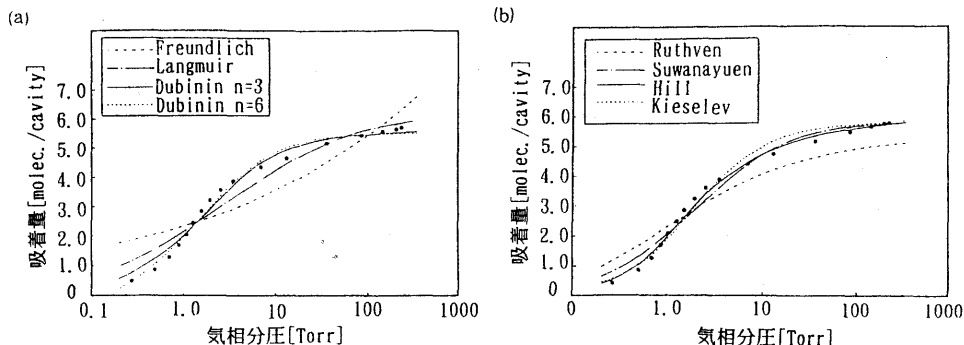 (a)
Freundlich
Langmuir
Dubinin n=3
Dubinin n=6
7.0
6.0
5.0
4.0
3.0
2.0
1.0
0
吸着量[molec./cavity]
0.1
1.0
10
100
1000
気相分圧[Torr]
(b)
Ruthven
Suwanayuen
Hill
Kieselev
7.0
6.0
5.0
4.0
3.0
2.0
1.0
0
吸着量[molec./cavity]
0
1.0
10
100
1000
気相分圧[Torr]